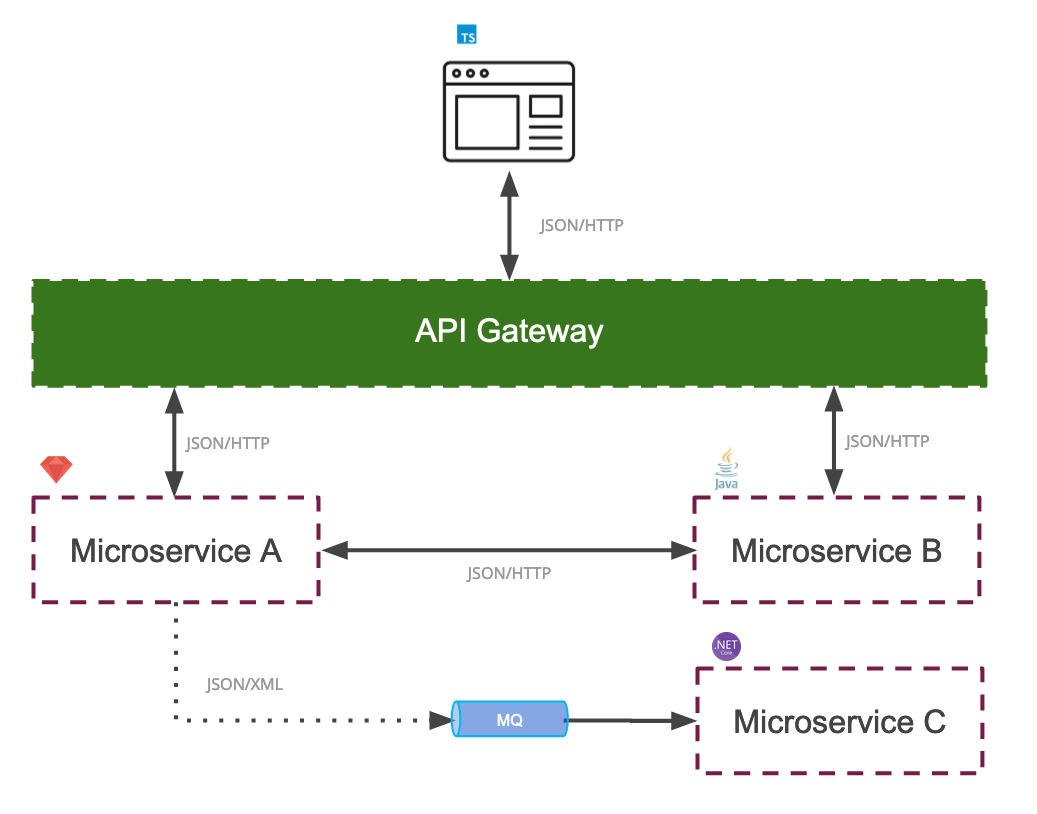 TS
JSON/HTTP
API Gateway
JSON/HTTP
JSON/HTTP
Java
Microservice A
Microservice B
JSON/HTTP
.NET
Core
JSON/XML
MQ
Microservice C